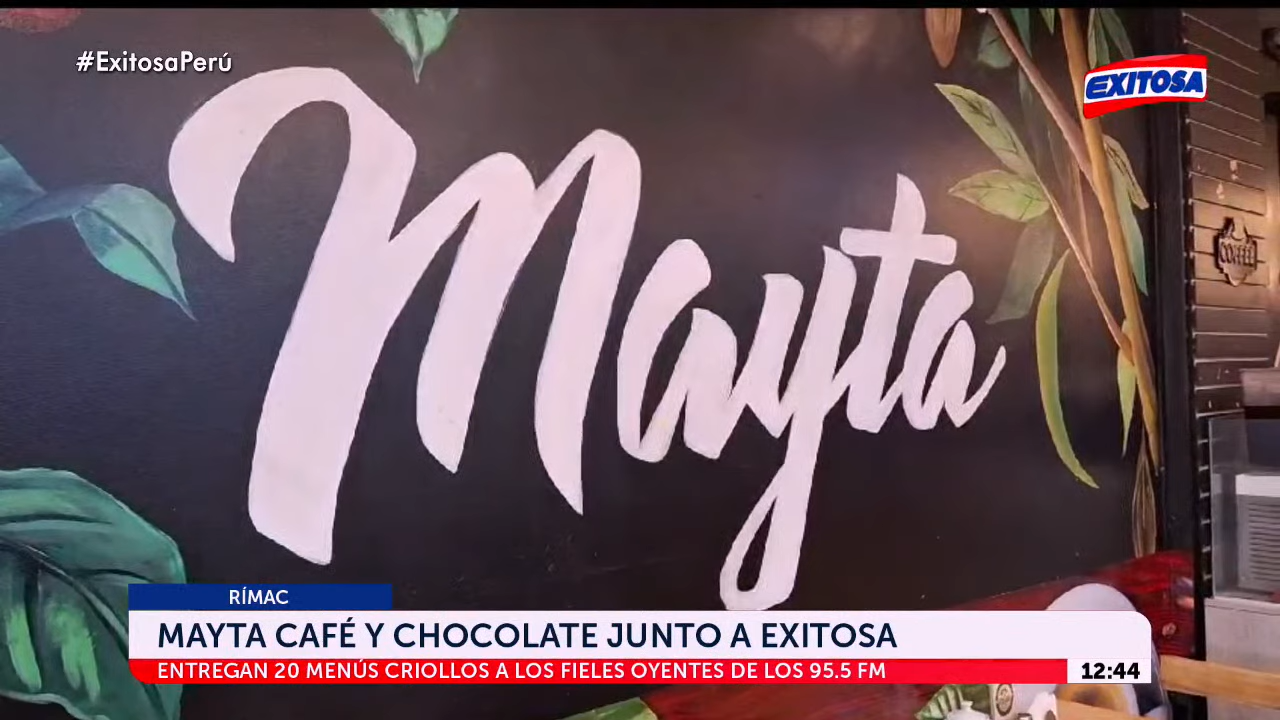 #ExitosaPerú
EXITOSA
Mayta
COFFEE
RÍMAC
MAYTA CAFÉ Y CHOCOLATE JUNTO A EXITOSA
ENTREGAN 20 MENÚS CRIOLLOS A LOS FIELES OYENTES DE LOS 95.5 FM
12:44